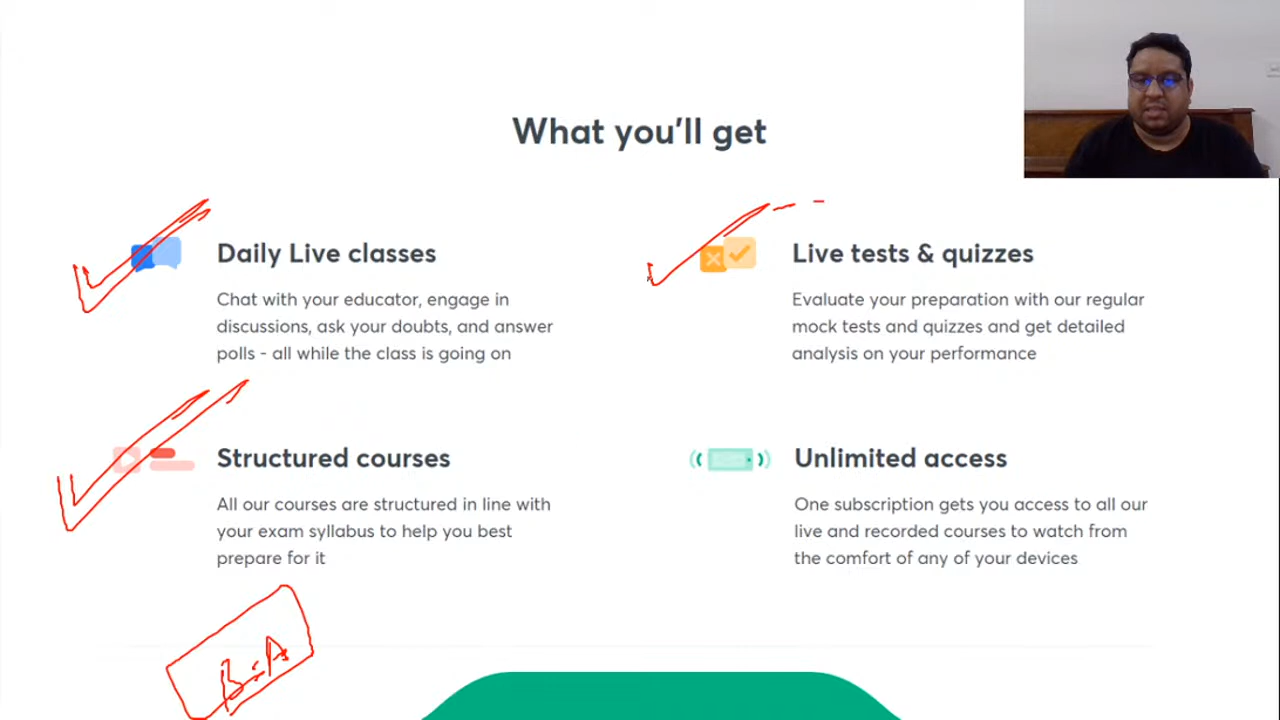 What you'll get
Daily Live classes
Chat with your educator, engage in
discussions, ask your doubts, and answer
polls - all while the class is going on
Live tests & quizzes
Evaluate your preparation with our regular
mock tests and quizzes and get detailed
analysis on your performance
Structured courses
All our courses are structured in line with
your exam syllabus to help you best
prepare for it
Unlimited access
One subscription gets you access to all our
live and recorded courses to watch from
the comfort of any of your devices